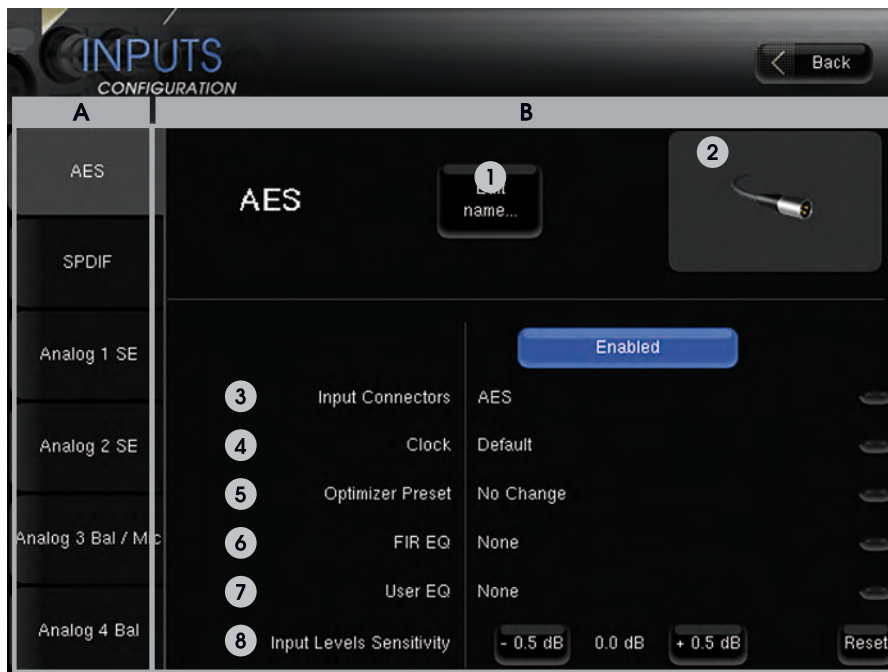 INPUTS
CONFIGURATION
Back
A
B
AES
SPDIF
Analog 1 SE
Analog 2 SE
Analog 3 Bal / Mic
Analog 4 Bal
AES
1
name...
2
Enabled
3 Input Connectors AES
4 Clock Default
5 Optimizer Preset No Change
6 FIR EQ None
7 User EQ None
8 Input Levels Sensitivity - 0.5 dB 0.0 dB + 0.5 dB Reset